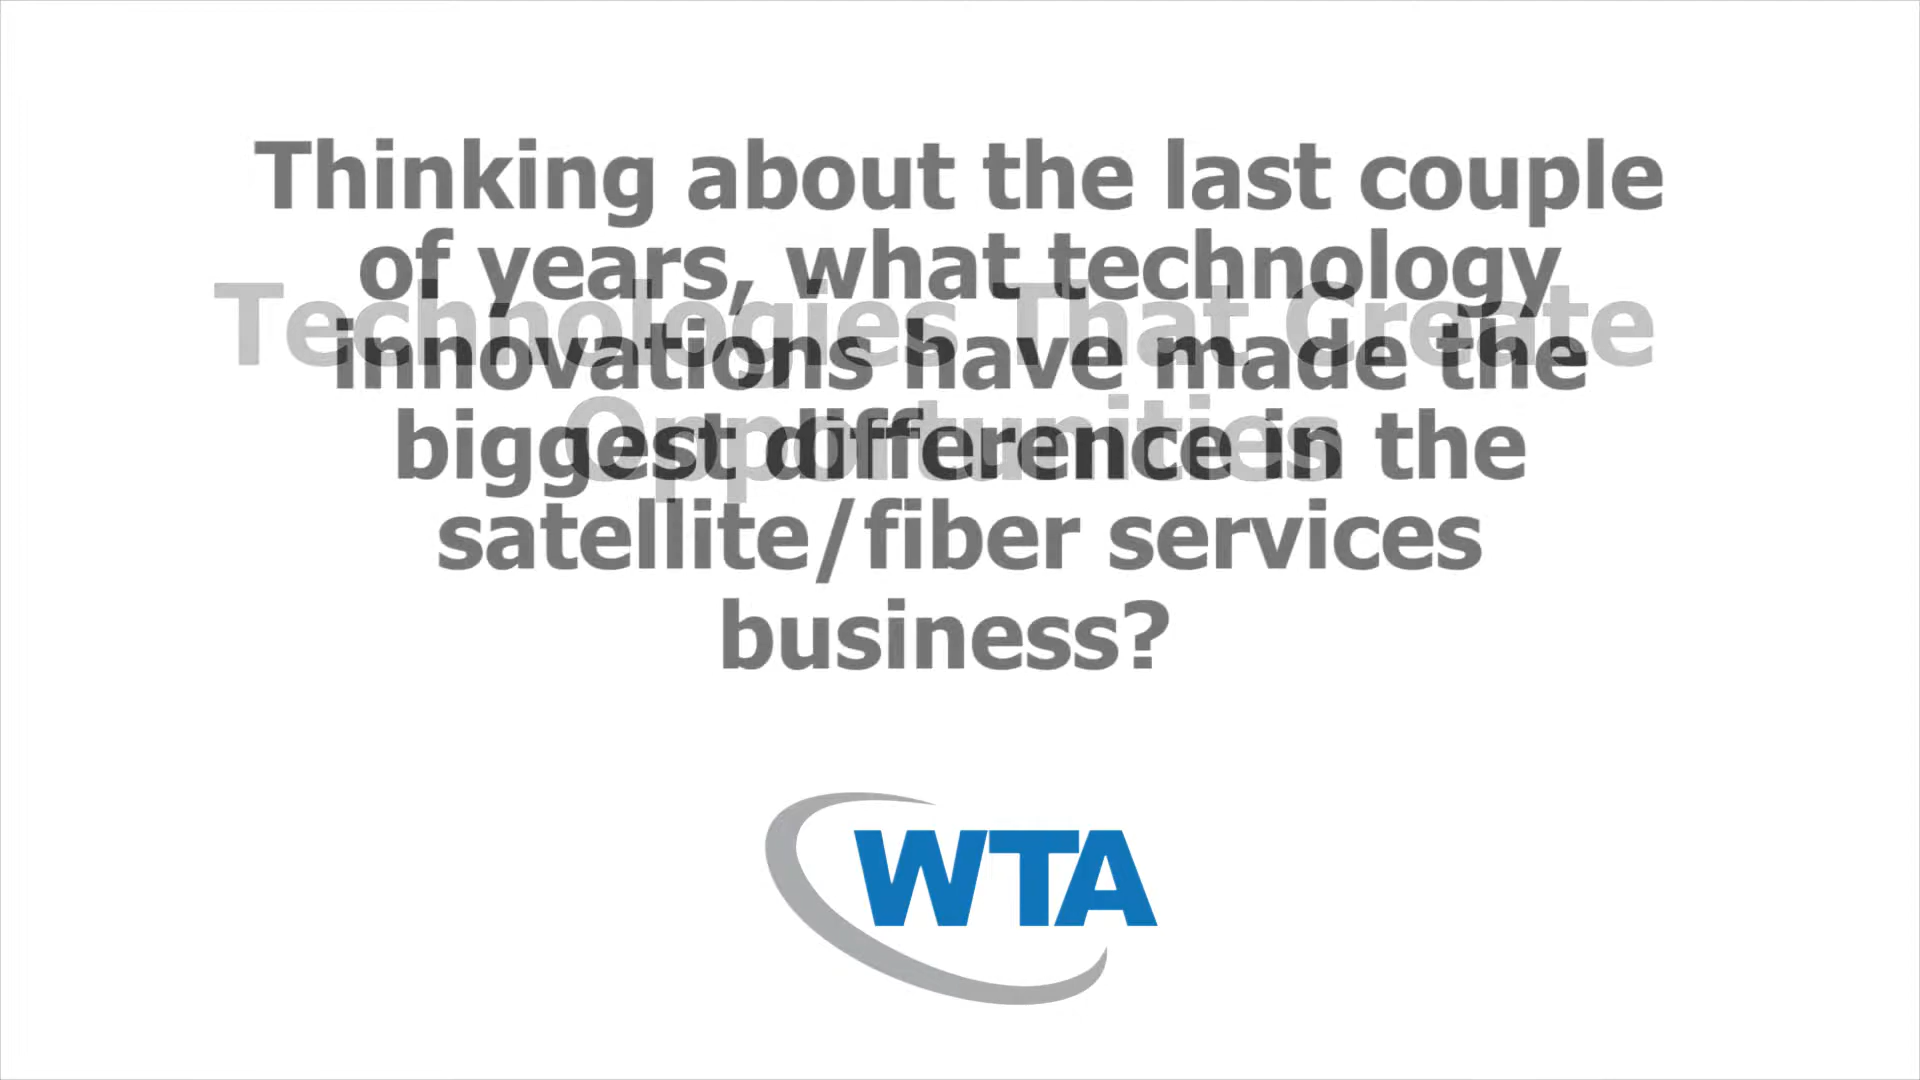 Thinking about the last couple
of years, what technology
innovations have made the
biggest difference in the
satellite/fiber services
business?
Technologies That Create
Opportunities
WTA